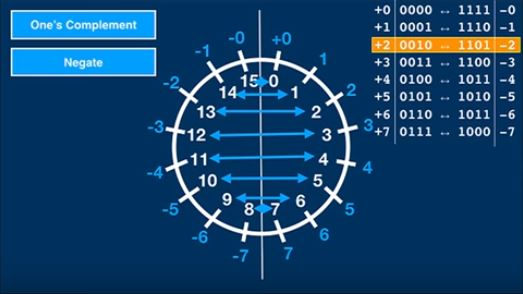 One's Complement
Negate
+0 0000 ↔ 1111 -0
+1 0001 ↔ 1110 -1
+2 0010 ↔ 1101 -2
+3 0011 ↔ 1100 -3
+4 0100 ↔ 1011 -4
+5 0101 ↔ 1010 -5
+6 0110 ↔ 1011 -6
+7 0111 ↔ 1000 -7
-0 +0
-1 15 0 1
14 1
-2 13 2 2
-3 12 3 3
-4 11 4 4
-5 10 5 5
9 6
-6 8 7 6
-7 7